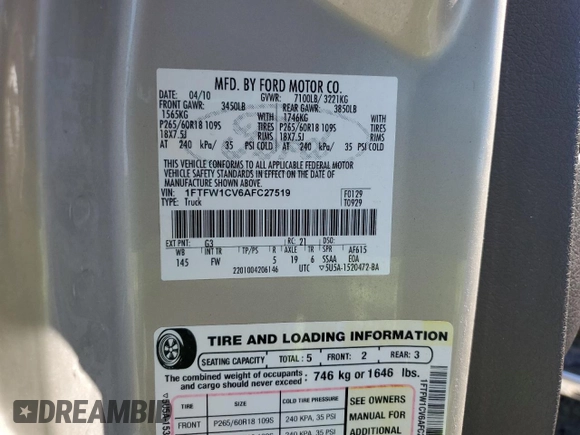 MFD. BY FORD MOTOR CO.
DATE: 04/10 GVWR: 7100LB/ 3221KG
FRONT GAWR: 3450LB REAR GAWR: 3850LB
1565KG WITH 1746KG WITH
P265/60R18 109S TIRES P265/60R18 109S TIRES
18X7.5J RIMS 18X7.5J RIMS
AT 240 kPa/ 35 PSI COLD AT 240 kPa/ 35 PSI COLD
THIS VEHICLE CONFORMS TO ALL APPLICABLE FEDERAL MOTOR
VEHICLE SAFETY STANDARDS IN EFFECT ON THE DATE OF
MANUFACTURE SHOWN ABOVE.
VIN: 1FTFW1CV6AFC27519 F0129
TYPE: Truck T0929
EXT PNT: G3 RC: 21 DSO: AF615
WB INT TR TP/PS R AXLE TR SPR
145 FW 5 19 6 SSAA EOA
2201004206146 UTC ▽5U5A-1520472-BA
TIRE AND LOADING INFORMATION
SEATING CAPACITY TOTAL: 5 FRONT: 2 REAR: 3
The combined weight of occupants
and cargo should never exceed: 746 kg or 1646 lbs.
TIRE SIZE COLD TIRE PRESSURE SEE OWNERS
MANUAL FOR
ADDITIONAL
FRONT P265/60R18 109S 240 KPA, 35 PSI
240 KPA, 35 PSI
AutoBidMaster